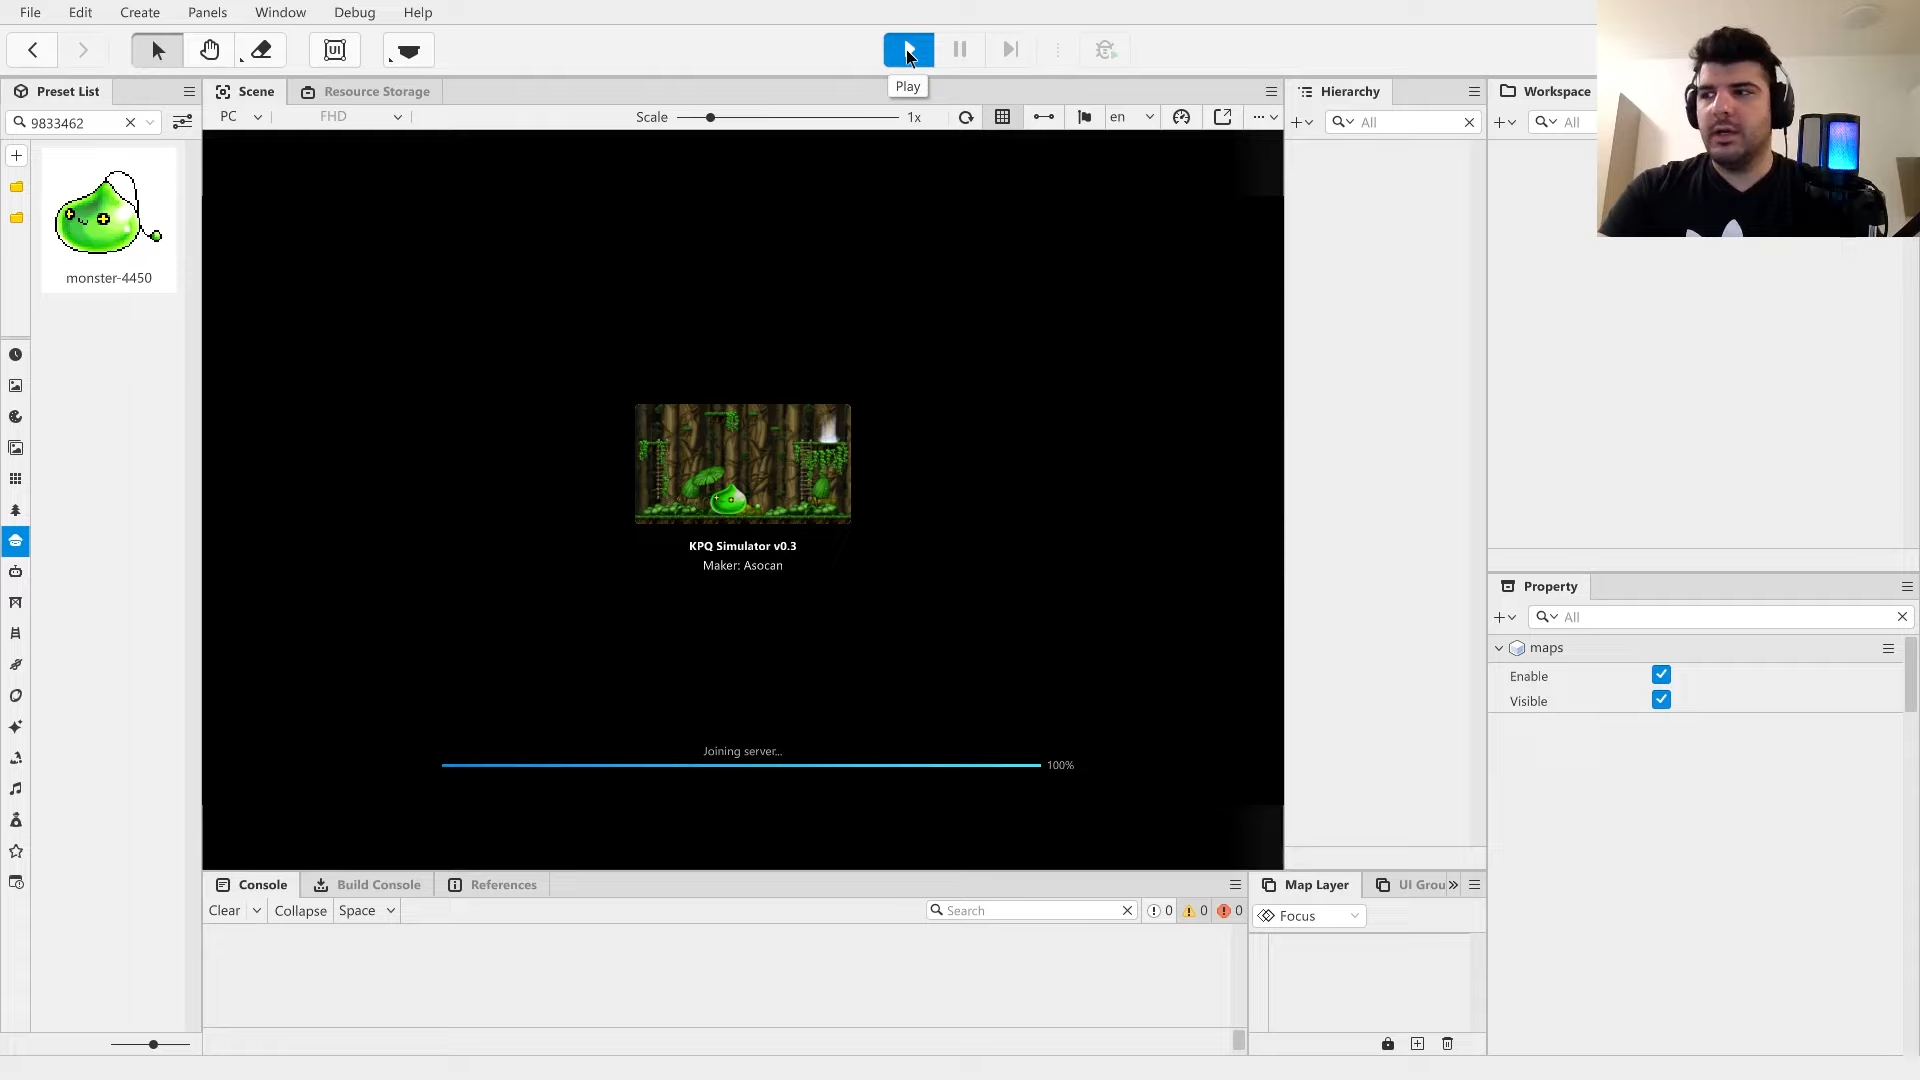 File Edit Create Panels Window Debug Help
UI
Play
Preset List
Scene
Resource Storage
Hierarchy
Workspace
9833462
PC
FHD
Scale
1x
en
All
All
monster-4450
KPQ Simulator v0.3
Maker: Asocan
Joining server...
100%
Property
All
maps
Enable
Visible
Console
Build Console
References
Map Layer
UI Grou
Clear
Collapse
Space
Search
0
0
0
Focus